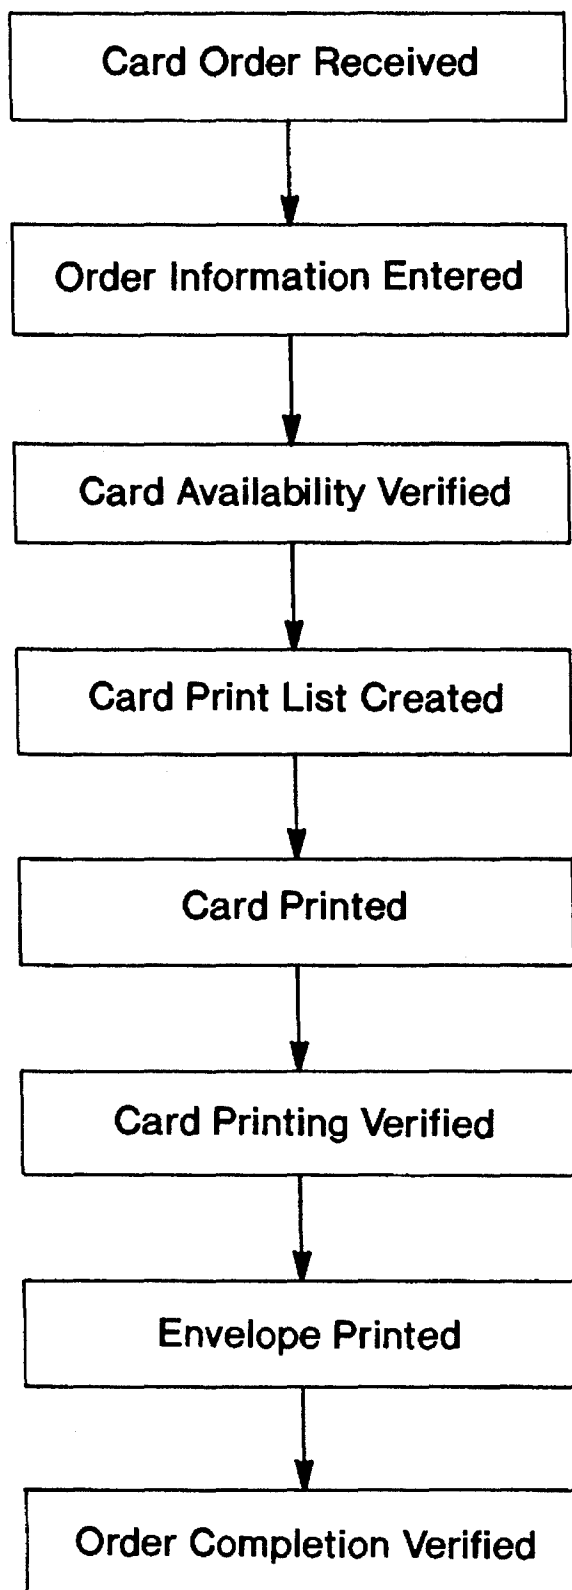 Card Order Received
Order Information Entered
Card Availability Verified
Card Print List Created
Card Printed
Card Printing Verified
Envelope Printed
Order Completion Verified